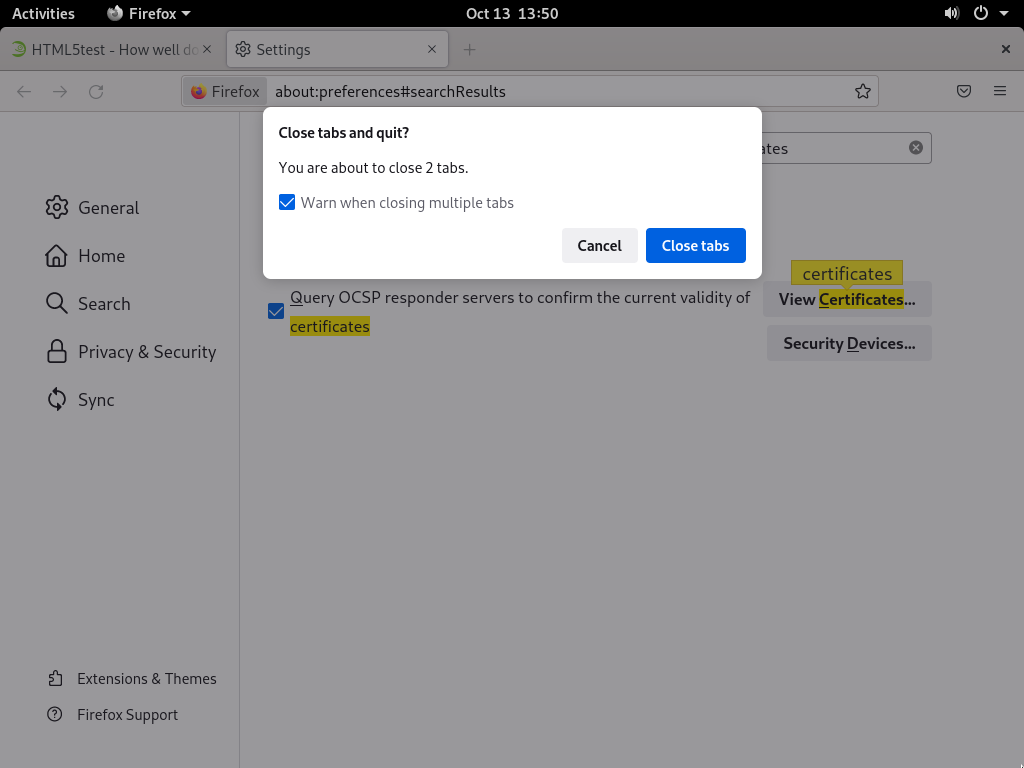 Activities
Firefox
Oct 13 13:50
HTML5test - How well do
Settings
Firefox
about:preferences#searchResults
Close tabs and quit?
You are about to close 2 tabs.
Warn when closing multiple tabs
Cancel
Close tabs
ates
General
Home
Search
Privacy & Security
Sync
certificates
Query OCSP responder servers to confirm the current validity of
certificates
View Certificates...
Security Devices...
Extensions & Themes
Firefox Support